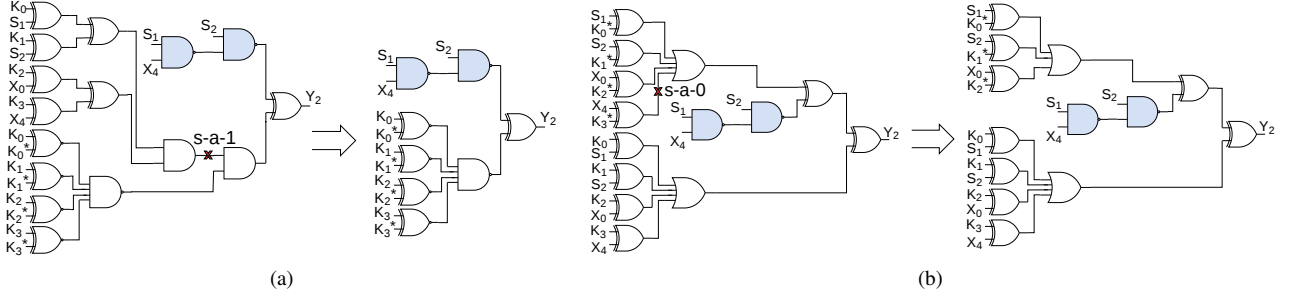 K0
S1
K1
S2
K2
X0
K3
X4
K0
K0*
K1
K1*
K2
K2*
K3
K3*
S1
X4
S2
s-a-1
Y2
S1
X4
S2
K0
K0*
K1
K1*
K2
K2*
K3
K3*
Y2
(a)
S1
K0*
S2
K1*
X0
K2*
X4
K3*
s-a-0
S1
X4
S2
K0
S1
K1
S2
K2
X0
K3
X4
Y2
S1
K0*
S2
K1*
X0
K2*
S1
X4
S2
K0
S1
K1
S2
K2
X0
K3
X4
Y2
(b)